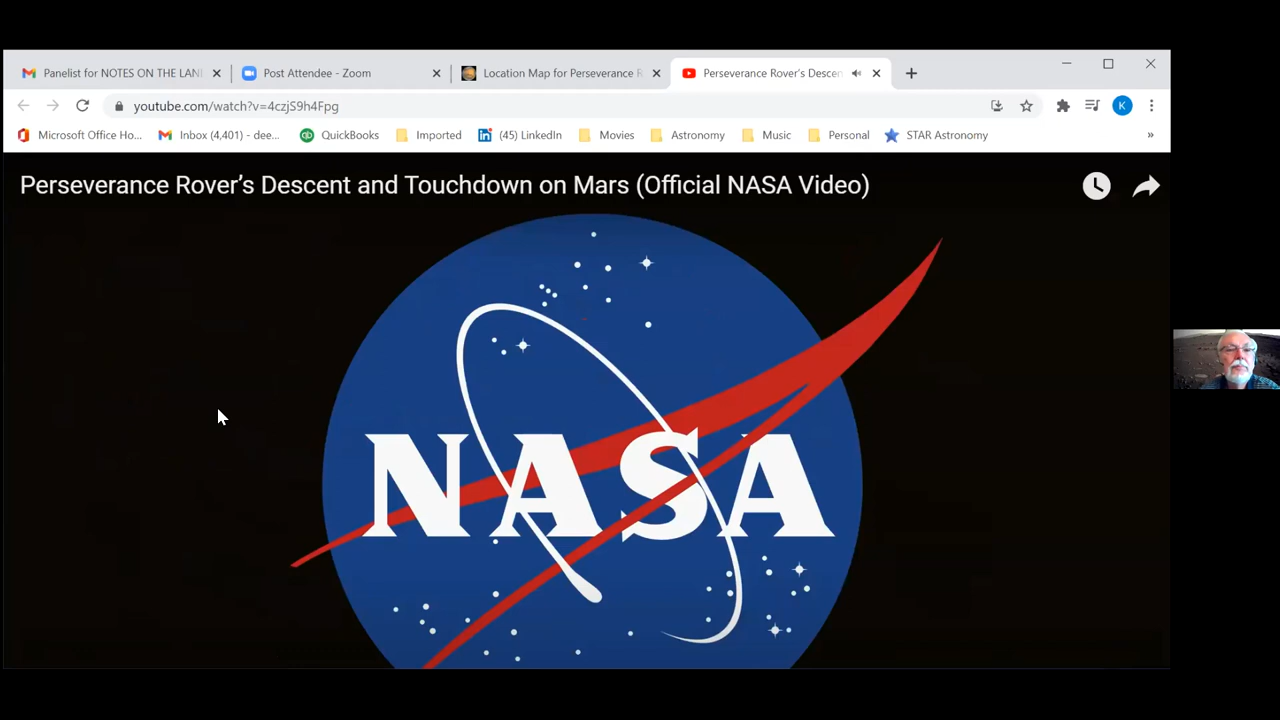 Panelist for NOTES ON THE LAN
Post Attendee - Zoom
Location Map for Perseverance R
Perseverance Rover's Descen
youtube.com/watch?v=4czjS9h4Fpg
K
Microsoft Office Ho...
Inbox (4,401) - dee...
QuickBooks
Imported
(45) LinkedIn
Movies
Astronomy
Music
Personal
STAR Astronomy
»
Perseverance Rover's Descent and Touchdown on Mars (Official NASA Video)
NASA